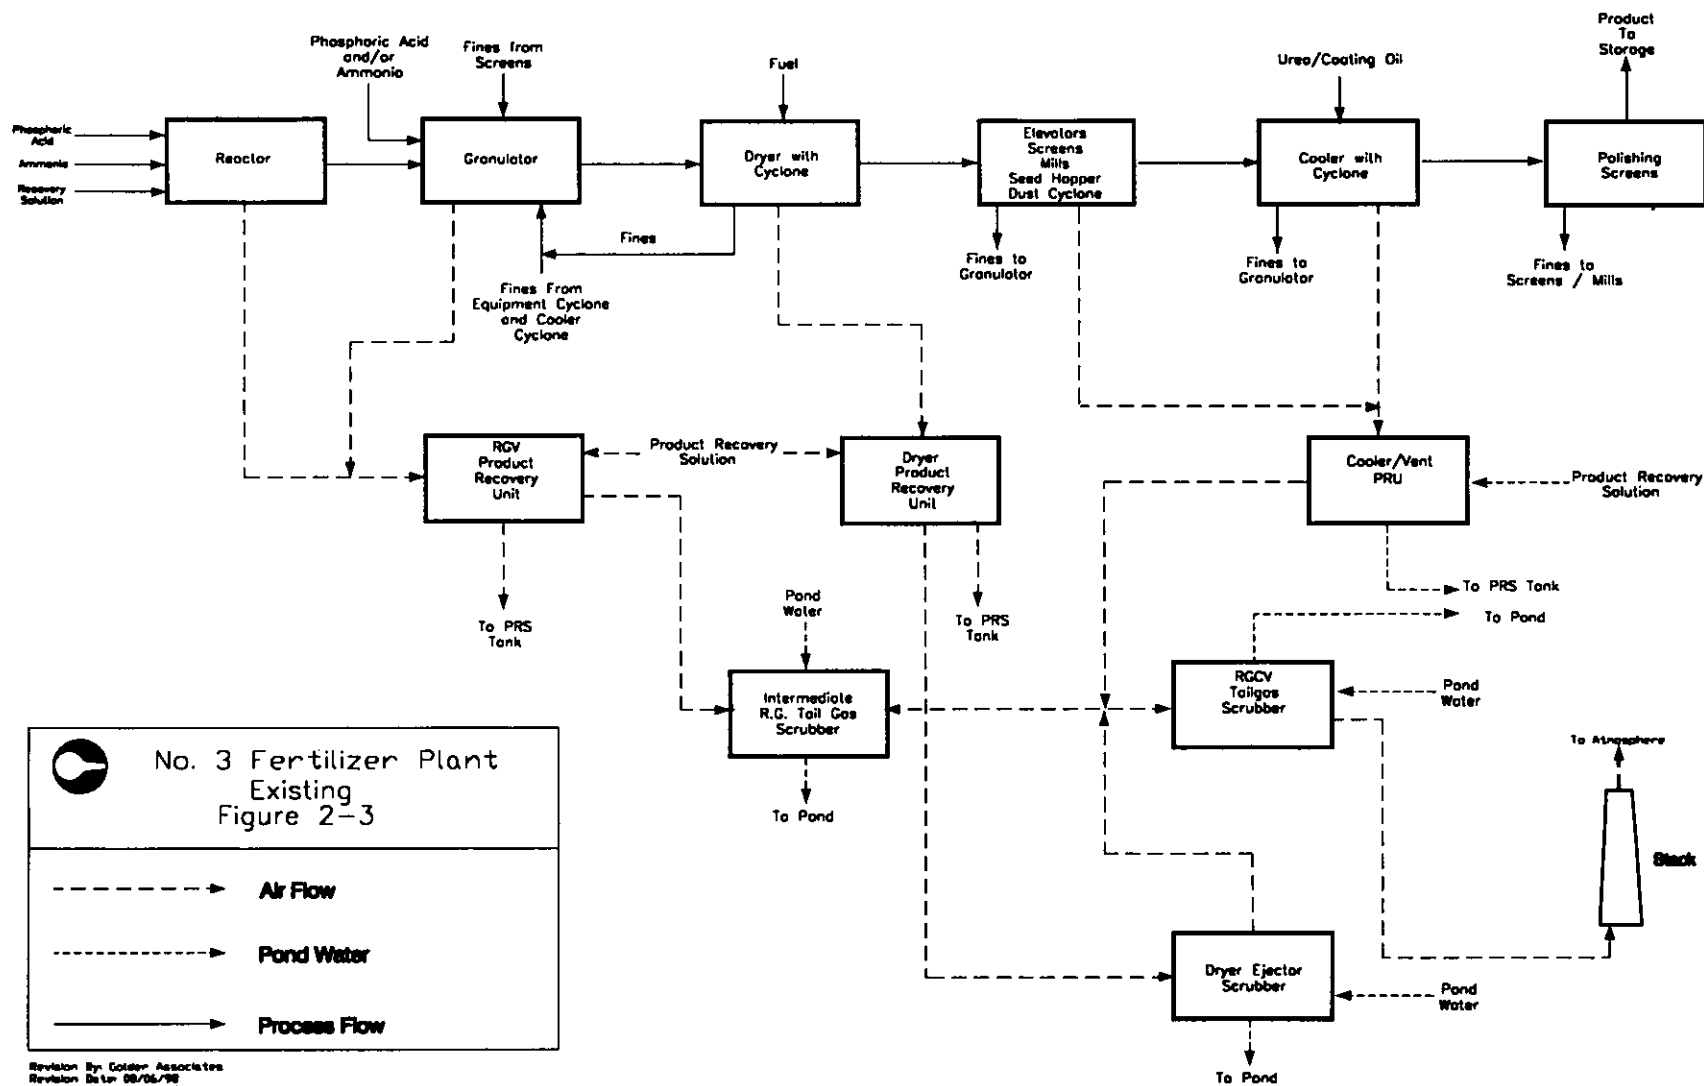 Product
To
Storage
Phosphoric Acid
and/or
Ammonia
Fines from
Screens
Fuel
Urea/Coating Oil
Phosphoric
Acid
Ammonia
Recovery
Solution
Reactor
Granulator
Dryer with
Cyclone
Elevators
Screens
Mills
Seed Hopper
Dust Cyclone
Cooler with
Cyclone
Polishing
Screens
Fines
Fines to
Granulator
Fines to
Granulator
Fines to
Screens / Mills
Fines From
Equipment Cyclone
and Cooler
Cyclone
RGV
Product
Recovery
Unit
Product Recovery
Solution
Dryer
Product
Recovery
Unit
Cooler/Vent
PRU
Product Recovery
Solution
To PRS
Tank
Pond
Water
To PRS
Tank
To PRS Tank
To Pond
Intermediate
R.G. Tail Gas
Scrubber
RGCV
Tailgas
Scrubber
Pond
Water
To Pond
To Atmosphere
Stack
Dryer Ejector
Scrubber
Pond
Water
To Pond
No. 3 Fertilizer Plant
Existing
Figure 2-3
Air Flow
Pond Water
Process Flow
Revision By: Golder Associates
Revision Date: 08/06/98